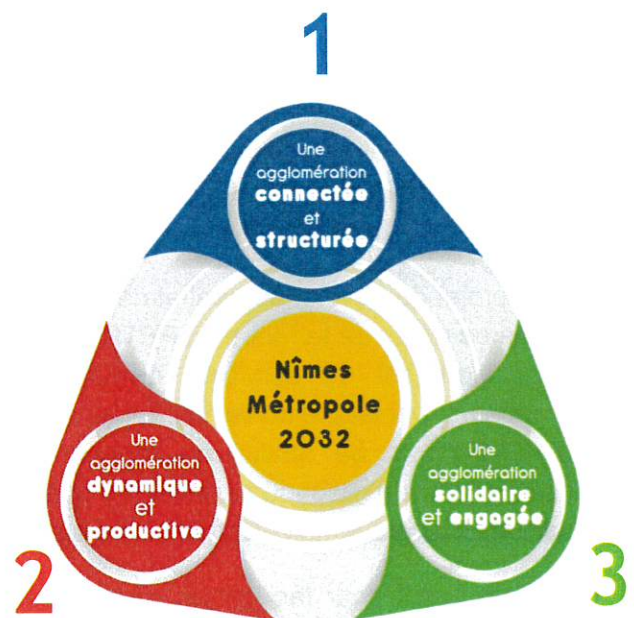 1
Une
agglomération
connectée
et
structurée
Nîmes
Métropole
2032
Une
agglomération
dynamique
et
productive
2
Une
agglomération
solidaire
et engagée
3